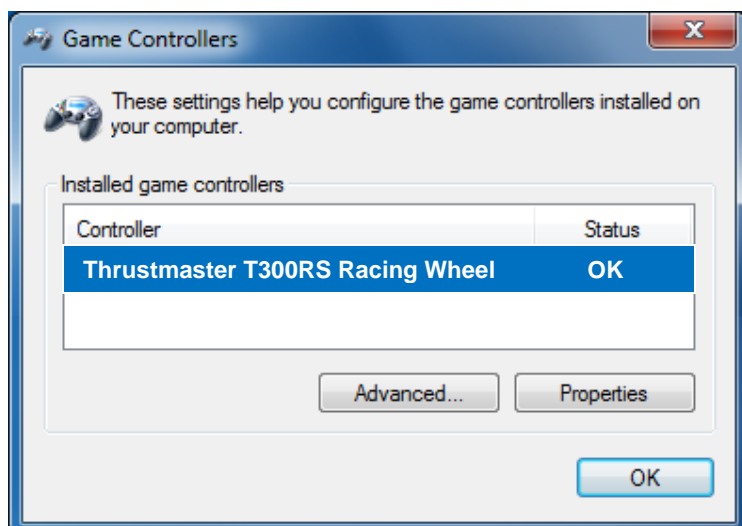 Game Controllers
These settings help you configure the game controllers installed on
your computer.
Installed game controllers
Controller Status
Thrustmaster T300RS Racing Wheel OK
Advanced... Properties
OK